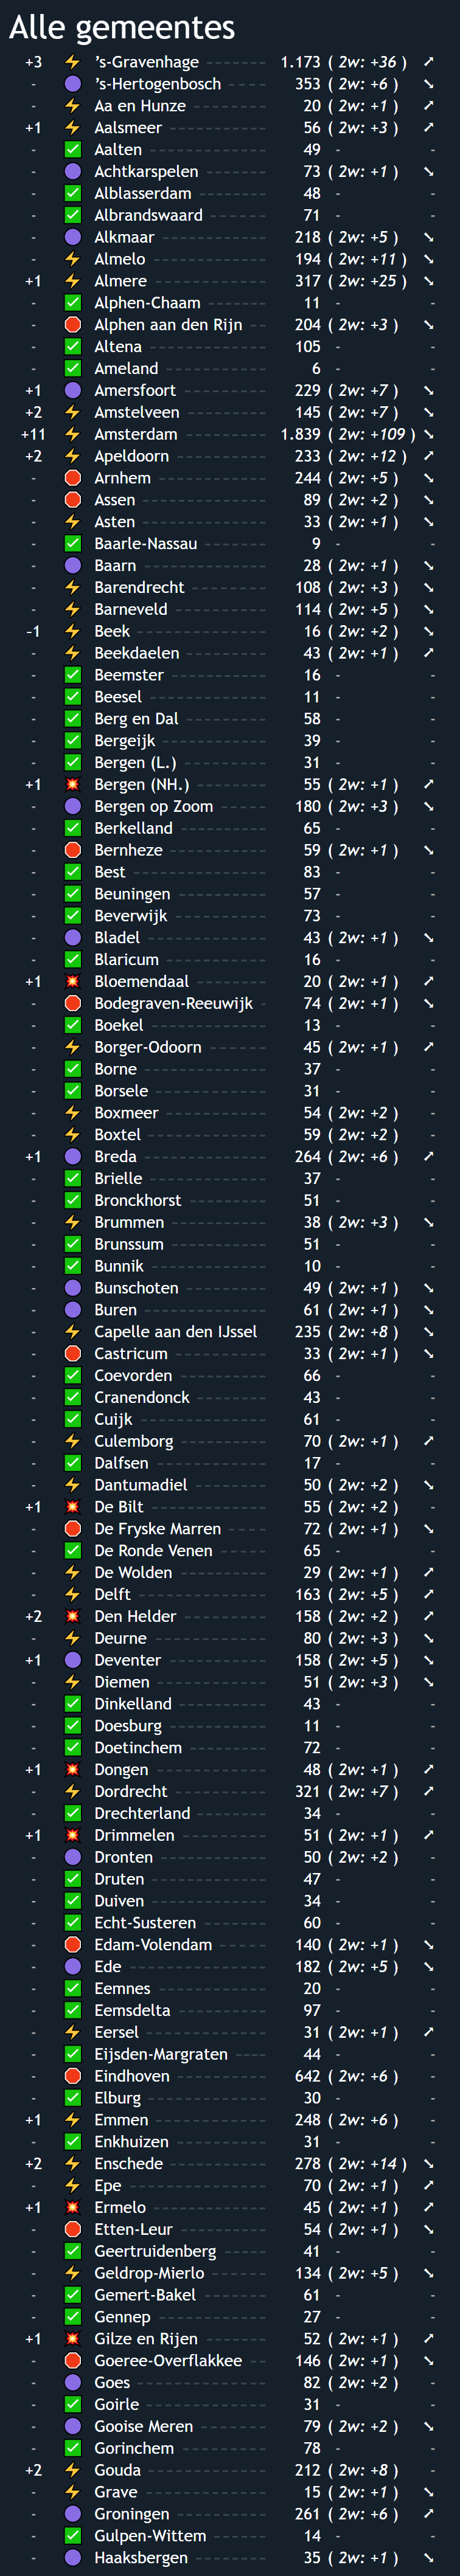 Alle gemeentes
+3 ⚡ ’s-Gravenhage ------------ 1.173 ( 2w: +36 ) ↗
- 🟣 ’s-Hertogenbosch --------- 353 ( 2w: +6 ) ↘
- ⚡ Aa en Hunze -------------- 20 ( 2w: +1 ) ↗
+1 ⚡ Aalsmeer ----------------- 56 ( 2w: +3 ) ↗
- ✅ Aalten ------------------- 49 - -
- 🟣 Achtkarspelen ------------ 73 ( 2w: +1 ) ↘
- ✅ Alblasserdam ------------- 48 - -
- ✅ Albrandswaard ------------ 71 - -
- 🟣 Alkmaar ------------------ 218 ( 2w: +5 ) ↘
- ⚡ Almelo ------------------- 194 ( 2w: +11 ) ↘
+1 ⚡ Almere ------------------- 317 ( 2w: +25 ) ↘
- ✅ Alphen-Chaam ------------- 11 - -
- 🛑 Alphen aan den Rijn --- 204 ( 2w: +3 ) ↘
- ✅ Altena ------------------- 105 - -
- ✅ Ameland ------------------ 6 - -
+1 🟣 Amersfoort --------------- 229 ( 2w: +7 ) ↘
+2 ⚡ Amstelveen --------------- 145 ( 2w: +7 ) ↘
+11 ⚡ Amsterdam ---------------- 1.839 ( 2w: +109 ) ↘
+2 ⚡ Apeldoorn ---------------- 233 ( 2w: +12 ) ↗
- 🛑 Arnhem ------------------- 244 ( 2w: +5 ) ↘
- 🛑 Assen -------------------- 89 ( 2w: +2 ) ↘
- ⚡ Asten -------------------- 33 ( 2w: +1 ) ↘
- ✅ Baarle-Nassau ------------ 9 - -
- 🟣 Baarn -------------------- 28 ( 2w: +1 ) ↘
- ⚡ Barendrecht -------------- 108 ( 2w: +3 ) ↘
- ⚡ Barneveld ---------------- 114 ( 2w: +5 ) ↘
-1 ⚡ Beek --------------------- 16 ( 2w: +2 ) ↘
- ⚡ Beekdaelen --------------- 43 ( 2w: +1 ) ↗
- ✅ Beemster ----------------- 16 - -
- ✅ Beesel ------------------- 11 - -
- ✅ Berg en Dal -------------- 58 - -
- ✅ Bergeijk ----------------- 39 - -
- ✅ Bergen (L.) -------------- 31 - -
+1 💥 Bergen (NH.) ------------- 55 ( 2w: +1 ) ↗
- 🟣 Bergen op Zoom ----------- 180 ( 2w: +3 ) ↘
- ✅ Berkelland --------------- 65 - -
- 🛑 Bernheze ----------------- 59 ( 2w: +1 ) ↘
- ✅ Best --------------------- 83 - -
- ✅ Beuningen ---------------- 57 - -
- ✅ Beverwijk ---------------- 73 - -
- 🟣 Bladel ------------------- 43 ( 2w: +1 ) ↘
- ✅ Blaricum ----------------- 16 - -
+1 💥 Bloemendaal -------------- 20 ( 2w: +1 ) ↗
- 🛑 Bodegraven-Reeuwijk - 74 ( 2w: +1 ) ↘
- ✅ Boekel ------------------- 13 - -
- ⚡ Borger-Odoorn ------------ 45 ( 2w: +1 ) ↗
- ✅ Borne -------------------- 37 - -
- ✅ Borsele ------------------ 31 - -
- ⚡ Boxmeer ------------------ 54 ( 2w: +2 ) -
- ⚡ Boxtel ------------------- 59 ( 2w: +2 ) -
+1 🟣 Breda -------------------- 264 ( 2w: +6 ) ↗
- ✅ Brielle ------------------ 37 - -
- ✅ Bronckhorst -------------- 51 - -
- ⚡ Brummen ------------------ 38 ( 2w: +3 ) ↘
- ✅ Brunssum ----------------- 51 - -
- ✅ Bunnik ------------------- 10 - -
- 🟣 Bunschoten --------------- 49 ( 2w: +1 ) ↘
- 🟣 Buren -------------------- 61 ( 2w: +1 ) ↘
- ⚡ Capelle aan den IJssel 235 ( 2w: +8 ) ↘
- 🛑 Castricum ---------------- 33 ( 2w: +1 ) ↘
- ✅ Coevorden ---------------- 66 - -
- ✅ Cranendonck -------------- 43 - -
- ✅ Cuijk -------------------- 61 - -
- ⚡ Culemborg ---------------- 70 ( 2w: +1 ) ↗
- ✅ Dalfsen ------------------ 17 - -
- ⚡ Dantumadiel -------------- 50 ( 2w: +2 ) ↘
+1 💥 De Bilt ------------------ 55 ( 2w: +2 ) -
- 🛑 De Fryske Marren ------ 72 ( 2w: +1 ) ↘
- ✅ De Ronde Venen ----------- 65 - -
- ⚡ De Wolden ---------------- 29 ( 2w: +1 ) ↗
- ⚡ Delft -------------------- 163 ( 2w: +5 ) ↗
+2 💥 Den Helder --------------- 158 ( 2w: +2 ) ↗
- ⚡ Deurne ------------------- 80 ( 2w: +3 ) ↘
+1 🟣 Deventer ----------------- 158 ( 2w: +5 ) ↘
- ⚡ Diemen ------------------- 51 ( 2w: +3 ) ↘
- ✅ Dinkelland --------------- 43 - -
- ✅ Doesburg ----------------- 11 - -
- ✅ Doetinchem --------------- 72 - -
+1 💥 Dongen ------------------- 48 ( 2w: +1 ) ↗
- ⚡ Dordrecht ---------------- 321 ( 2w: +7 ) ↗
- ✅ Drechterland ------------- 34 - -
+1 💥 Drimmelen ---------------- 51 ( 2w: +1 ) ↗
- 🟣 Dronten ------------------ 50 ( 2w: +2 ) -
- ✅ Druten ------------------- 47 - -
- ✅ Duiven ------------------- 34 - -
- ✅ Echt-Susteren ------------ 60 - -
- 🛑 Edam-Volendam ------------ 140 ( 2w: +1 ) ↘
- 🟣 Ede ---------------------- 182 ( 2w: +5 ) ↘
- ✅ Eemnes ------------------- 20 - -
- ✅ Eemsdelta ---------------- 97 - -
- ⚡ Eersel ------------------- 31 ( 2w: +1 ) ↗
- ✅ Eijsden-Margraten ---- 44 - -
- 🛑 Eindhoven ---------------- 642 ( 2w: +6 ) -
- ✅ Elburg ------------------- 30 - -
+1 ⚡ Emmen -------------------- 248 ( 2w: +6 ) -
- ✅ Enkhuizen ---------------- 31 - -
+2 ⚡ Enschede ----------------- 278 ( 2w: +14 ) ↘
- ⚡ Epe ---------------------- 70 ( 2w: +1 ) ↗
+1 💥 Ermelo ------------------- 45 ( 2w: +1 ) ↗
- 🛑 Etten-Leur --------------- 54 ( 2w: +1 ) ↘
- ✅ Geertruidenberg ------ 41 - -
- ⚡ Geldrop-Mierlo ----------- 134 ( 2w: +5 ) ↘
- ✅ Gemert-Bakel ------------- 61 - -
- ✅ Gennep ------------------- 27 - -
+1 💥 Gilze en Rijen ----------- 52 ( 2w: +1 ) ↗
- 🛑 Goeree-Overflakkee --- 146 ( 2w: +1 ) ↘
- 🟣 Goes --------------------- 82 ( 2w: +2 ) -
- ✅ Goirle ------------------- 31 - -
- 🟣 Gooise Meren ------------- 79 ( 2w: +2 ) ↘
- ✅ Gorinchem ---------------- 78 - -
+2 ⚡ Gouda -------------------- 212 ( 2w: +8 ) -
- ⚡ Grave -------------------- 15 ( 2w: +1 ) ↘
- 🟣 Groningen ---------------- 261 ( 2w: +6 ) ↗
- ✅ Gulpen-Wittem ------------ 14 - -
- 🟣 Haaksbergen -------------- 35 ( 2w: +1 ) ↘